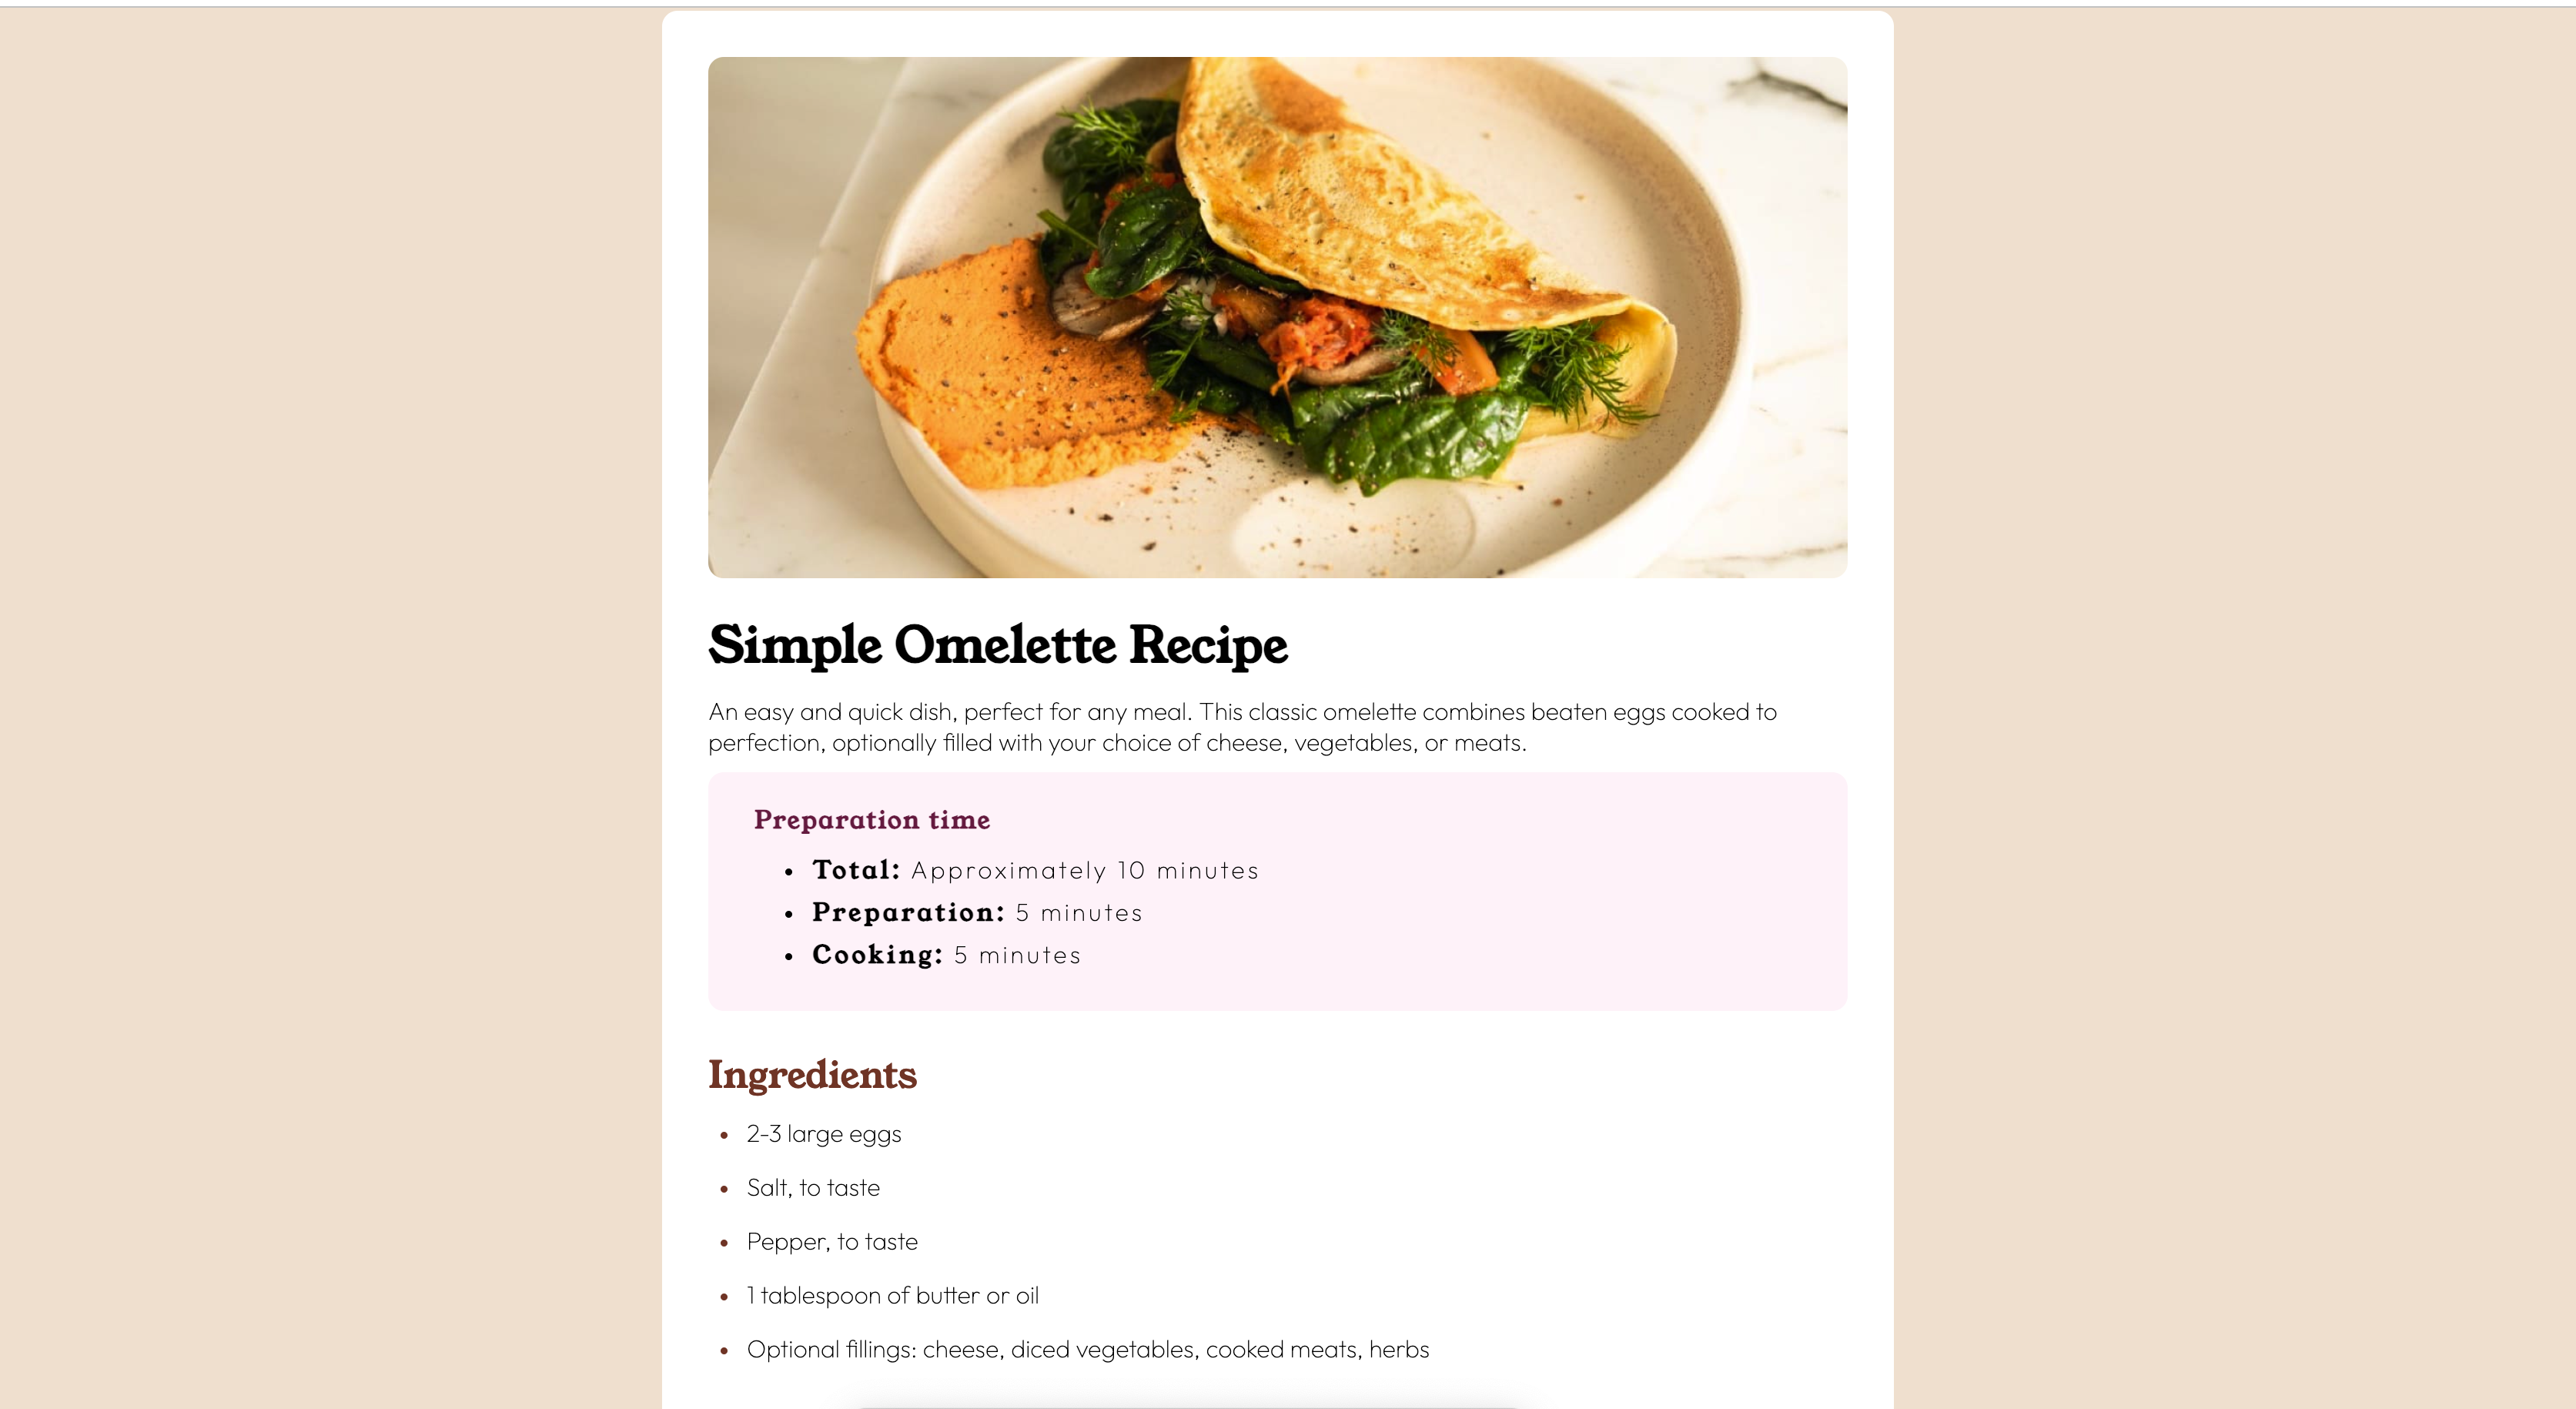 Simple Omelette Recipe
An easy and quick dish, perfect for any meal. This classic omelette combines beaten eggs cooked to
perfection, optionally filled with your choice of cheese, vegetables, or meats.
Preparation time
• Total: Approximately 10 minutes
• Preparation: 5 minutes
• Cooking: 5 minutes
Ingredients
• 2-3 large eggs
• Salt, to taste
• Pepper, to taste
• 1 tablespoon of butter or oil
• Optional fillings: cheese, diced vegetables, cooked meats, herbs